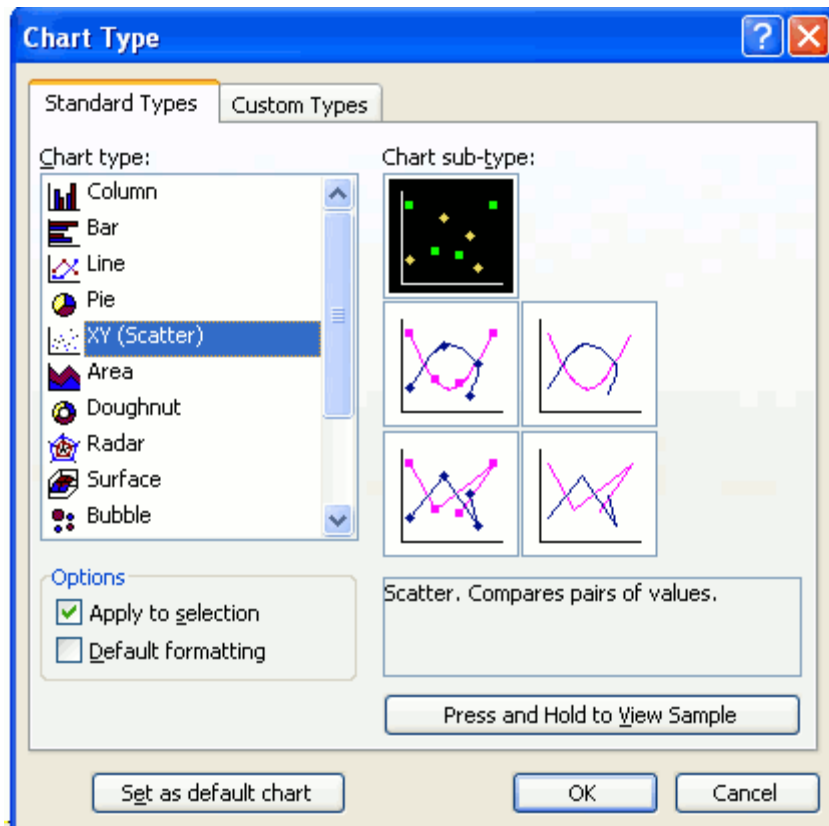 Chart Type
Standard Types
Custom Types
Chart type:
Column
Bar
Line
Pie
XY (Scatter)
Area
Doughnut
Radar
Surface
Bubble
Chart sub-type:
Options
Apply to selection
Default formatting
Scatter. Compares pairs of values.
Press and Hold to View Sample
Set as default chart
OK
Cancel